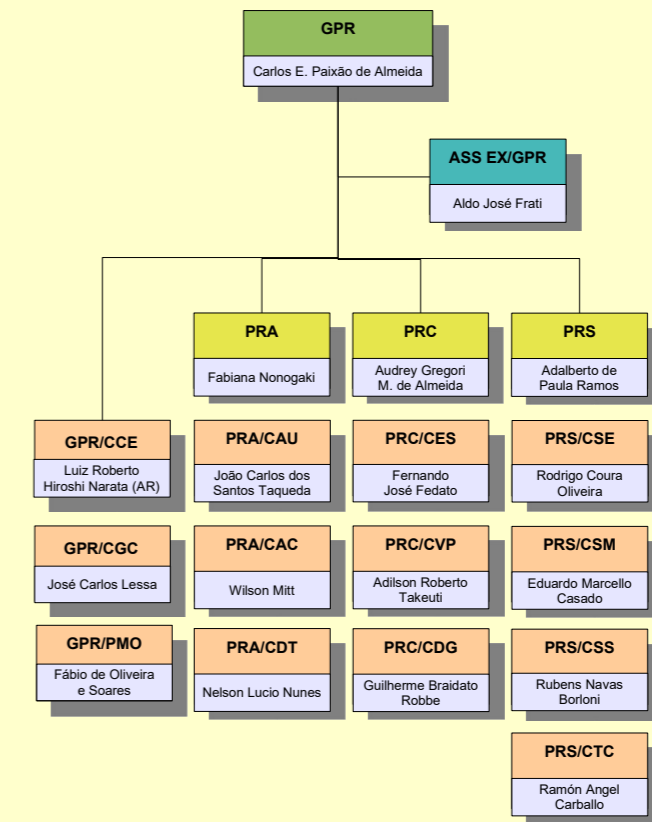 GPR
Carlos E. Paixão de Almeida
ASS EX/GPR
Aldo José Frati
PRA
Fabiana Nonogaki
PRC
Audrey Gregori
M. de Almeida
PRS
Adalberto de
Paula Ramos
GPR/CCE
Luiz Roberto
Hiroshi Narata (AR)
PRA/CAU
João Carlos dos
Santos Taqueda
PRC/CES
Fernando
José Fedato
PRS/CSE
Rodrigo Coura
Oliveira
GPR/CGC
José Carlos Lessa
PRA/CAC
Wilson Mitt
PRC/CVP
Adilson Roberto
Takeuti
PRS/CSM
Eduardo Marcello
Casado
GPR/PMO
Fábio de Oliveira
e Soares
PRA/CDT
Nelson Lucio Nunes
PRC/CDG
Guilherme Braidato
Robbe
PRS/CSS
Rubens Navas
Borloni
PRS/CTC
Ramón Angel
Carballo